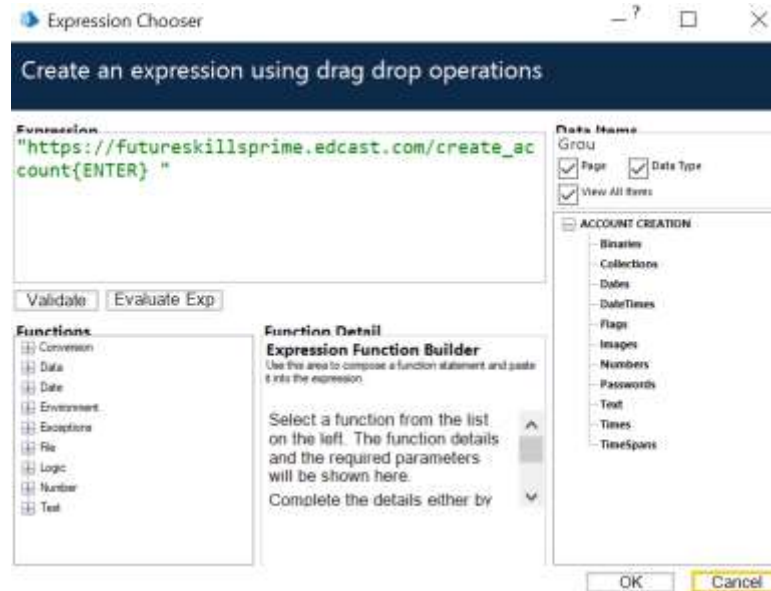 Expression Chooser
?
Create an expression using drag drop operations
Expression
"https://futureskillsprime.edcast.com/create_ac
count{ENTER} "
Validate
Evaluate Exp
Functions
Conversion
Data
Date
Environment
Exceptions
File
Logic
Number
Text
Function Detail
Expression Function Builder
Use this area to compose a function statement and paste
it into the expression
Select a function from the list
on the left. The function details
and the required parameters
will be shown here.
Complete the details either by
Data Items
Grou
Page
Data Type
View All Items
ACCOUNT CREATION
Binaries
Collections
Dates
DateTimes
Flags
Images
Numbers
Passwords
Text
Times
TimeSpans
OK
Cancel